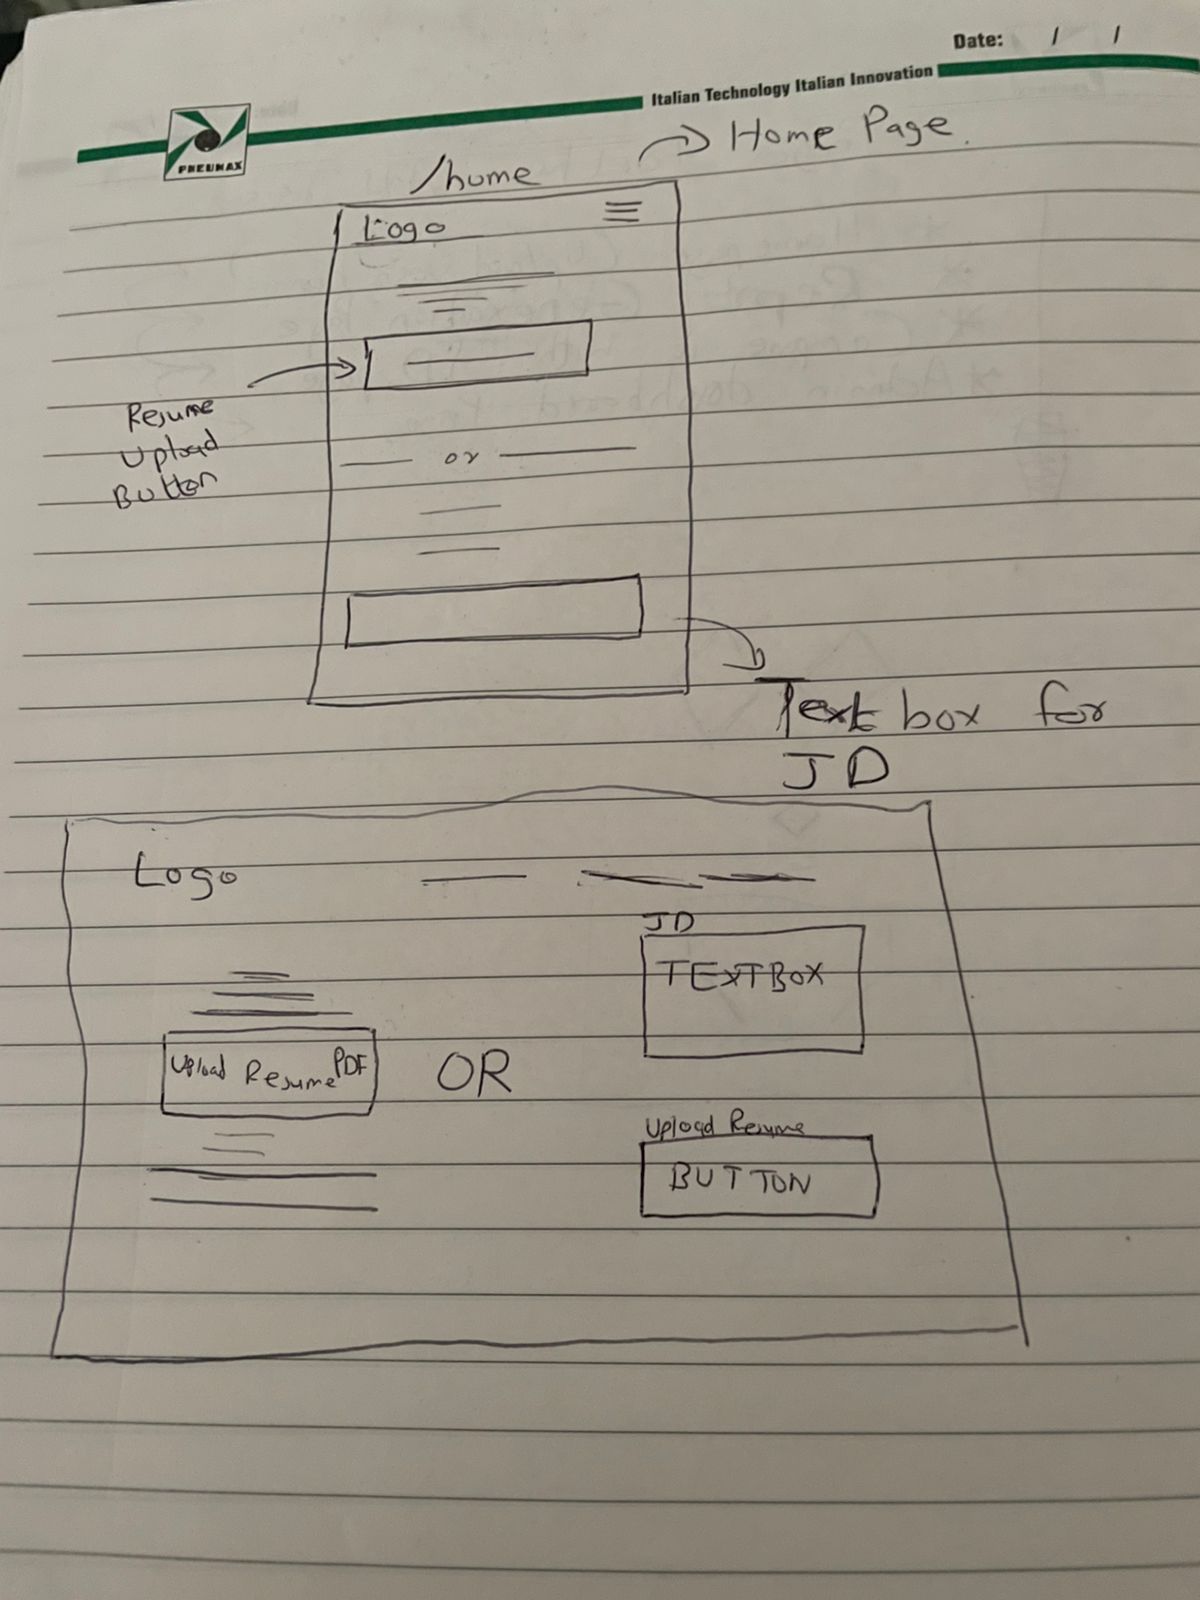 Date: / /
Italian Technology Italian Innovation
PNEUMAX
Home Page.
/home
Logo
Resume
Upload
Button
or
Text box for
JD
Logo
JD
TEXTBOX
Upload Resume PDF
OR
Upload Resume
BUTTON